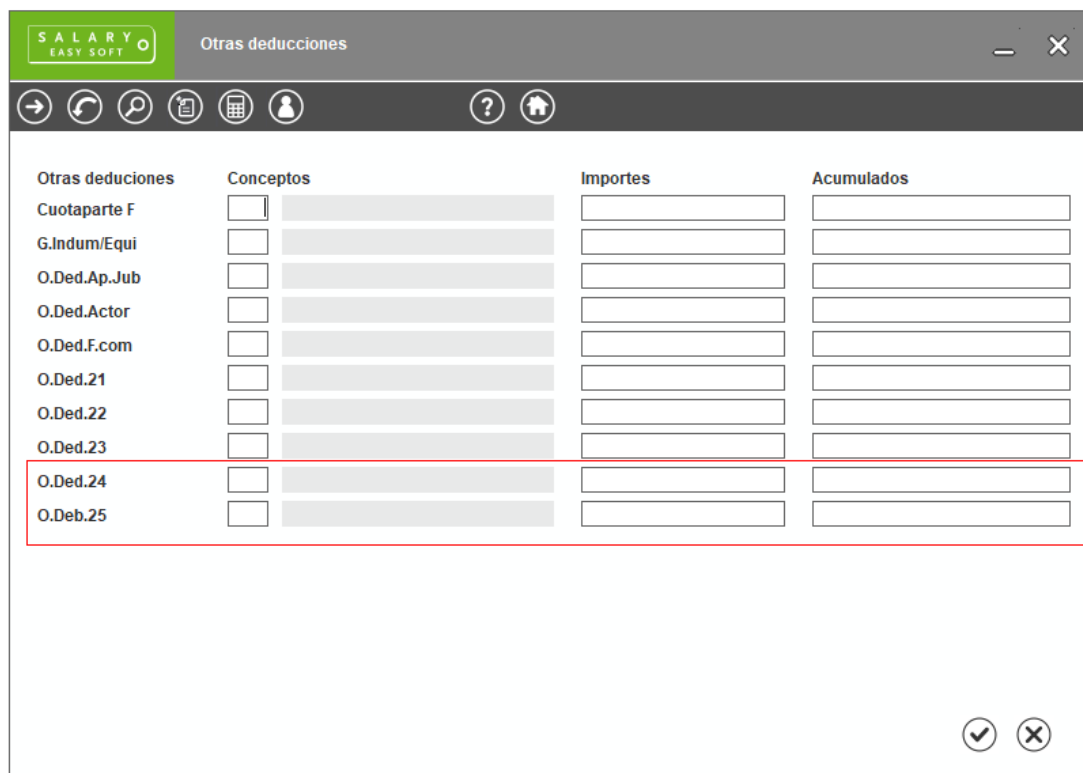 SALARY
EASY SOFT
Otras deducciones
?
Otras deduciones Conceptos Importes Acumulados
Cuotaparte F
G.Indum/Equi
O.Ded.Ap.Jub
O.Ded.Actor
O.Ded.F.com
O.Ded.21
O.Ded.22
O.Ded.23
O.Ded.24
O.Deb.25